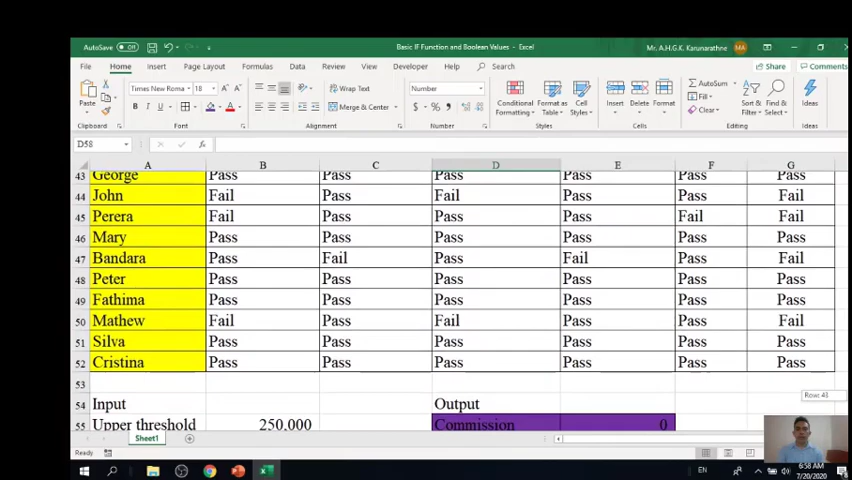 AutoSave Off Basic IF Function and Boolean Values - Excel Mr. A.H.G.K. Karunarathne MA
File Home Insert Page Layout Formulas Data Review View Developer Help Search Share Comments
Paste Times New Roma 18 A A Wrap Text Number Conditional Format as Cell Insert Delete Format AutoSum Sort & Find & Ideas
B I U A Merge & Center $ % Formatting Table Styles Fill Filter Select
Clear
Clipboard Font Alignment Number Styles Cells Editing Ideas
D58
A B C D E F G
43 George Pass Pass Pass Pass Pass Pass
44 John Fail Pass Fail Pass Pass Fail
45 Perera Fail Pass Pass Pass Fail Fail
46 Mary Pass Pass Pass Pass Pass Pass
47 Bandara Pass Fail Pass Fail Pass Fail
48 Peter Pass Pass Pass Pass Pass Pass
49 Fathima Pass Pass Pass Pass Pass Pass
50 Mathew Fail Pass Fail Pass Pass Fail
51 Silva Pass Pass Pass Pass Pass Pass
52 Cristina Pass Pass Pass Pass Pass Pass
53
Row: 43
54 Input Output
55 Upper threshold 250,000 Commission 0
Sheet1
Ready
EN 6:58 AM
7/20/2020